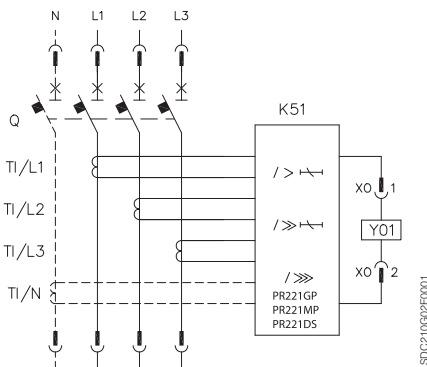 N L1 L2 L3
Q
K51
TI/L1
TI/L2
TI/L3
TI/N
/ >
/ ≫
/ ⋙
PR221GP
PR221MP
PR221DS
X0 1
Y01
X0 2
SDC210G02F0001